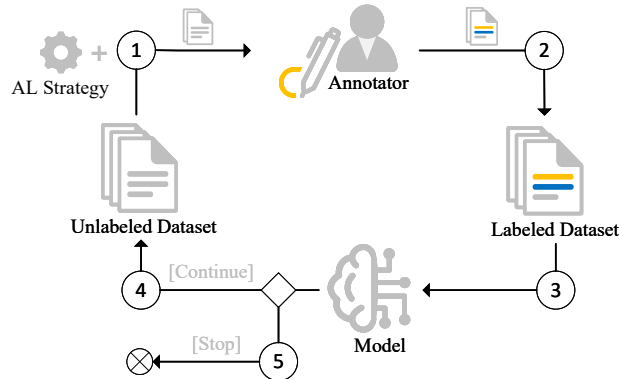 1
2
AL Strategy
Annotator
Unlabeled Dataset
Labeled Dataset
[Continue]
4
3
[Stop]
Model
5